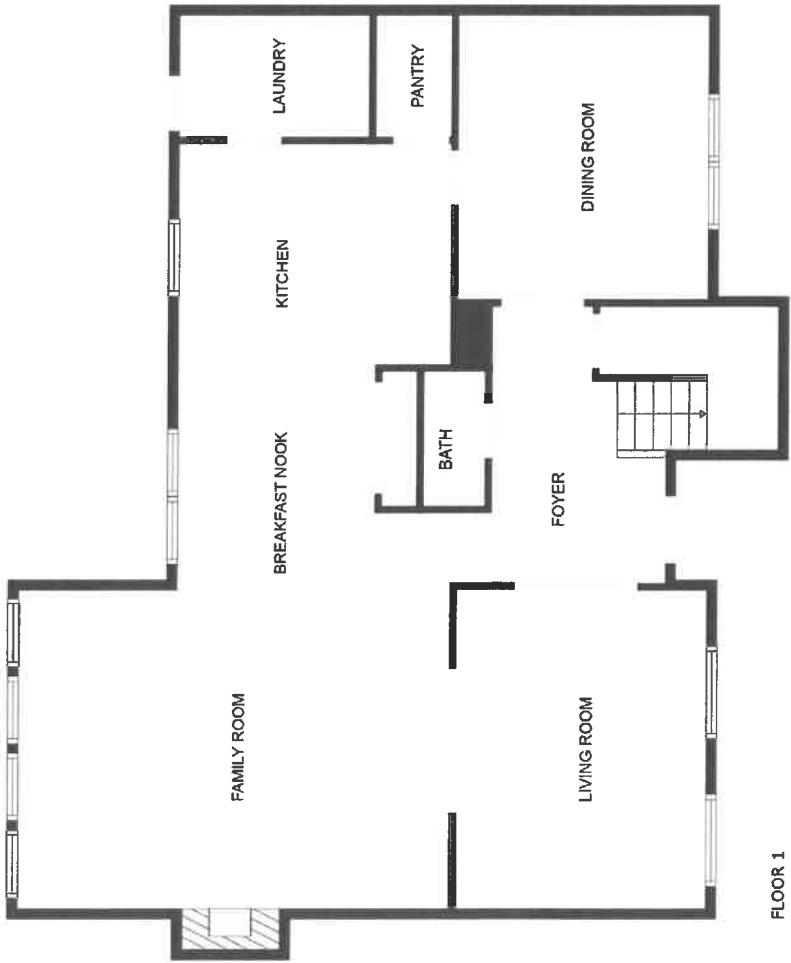 FAMILY ROOM
BREAKFAST NOOK
KITCHEN
LAUNDRY
PANTRY
BATH
LIVING ROOM
FOYER
DINING ROOM
FLOOR 1